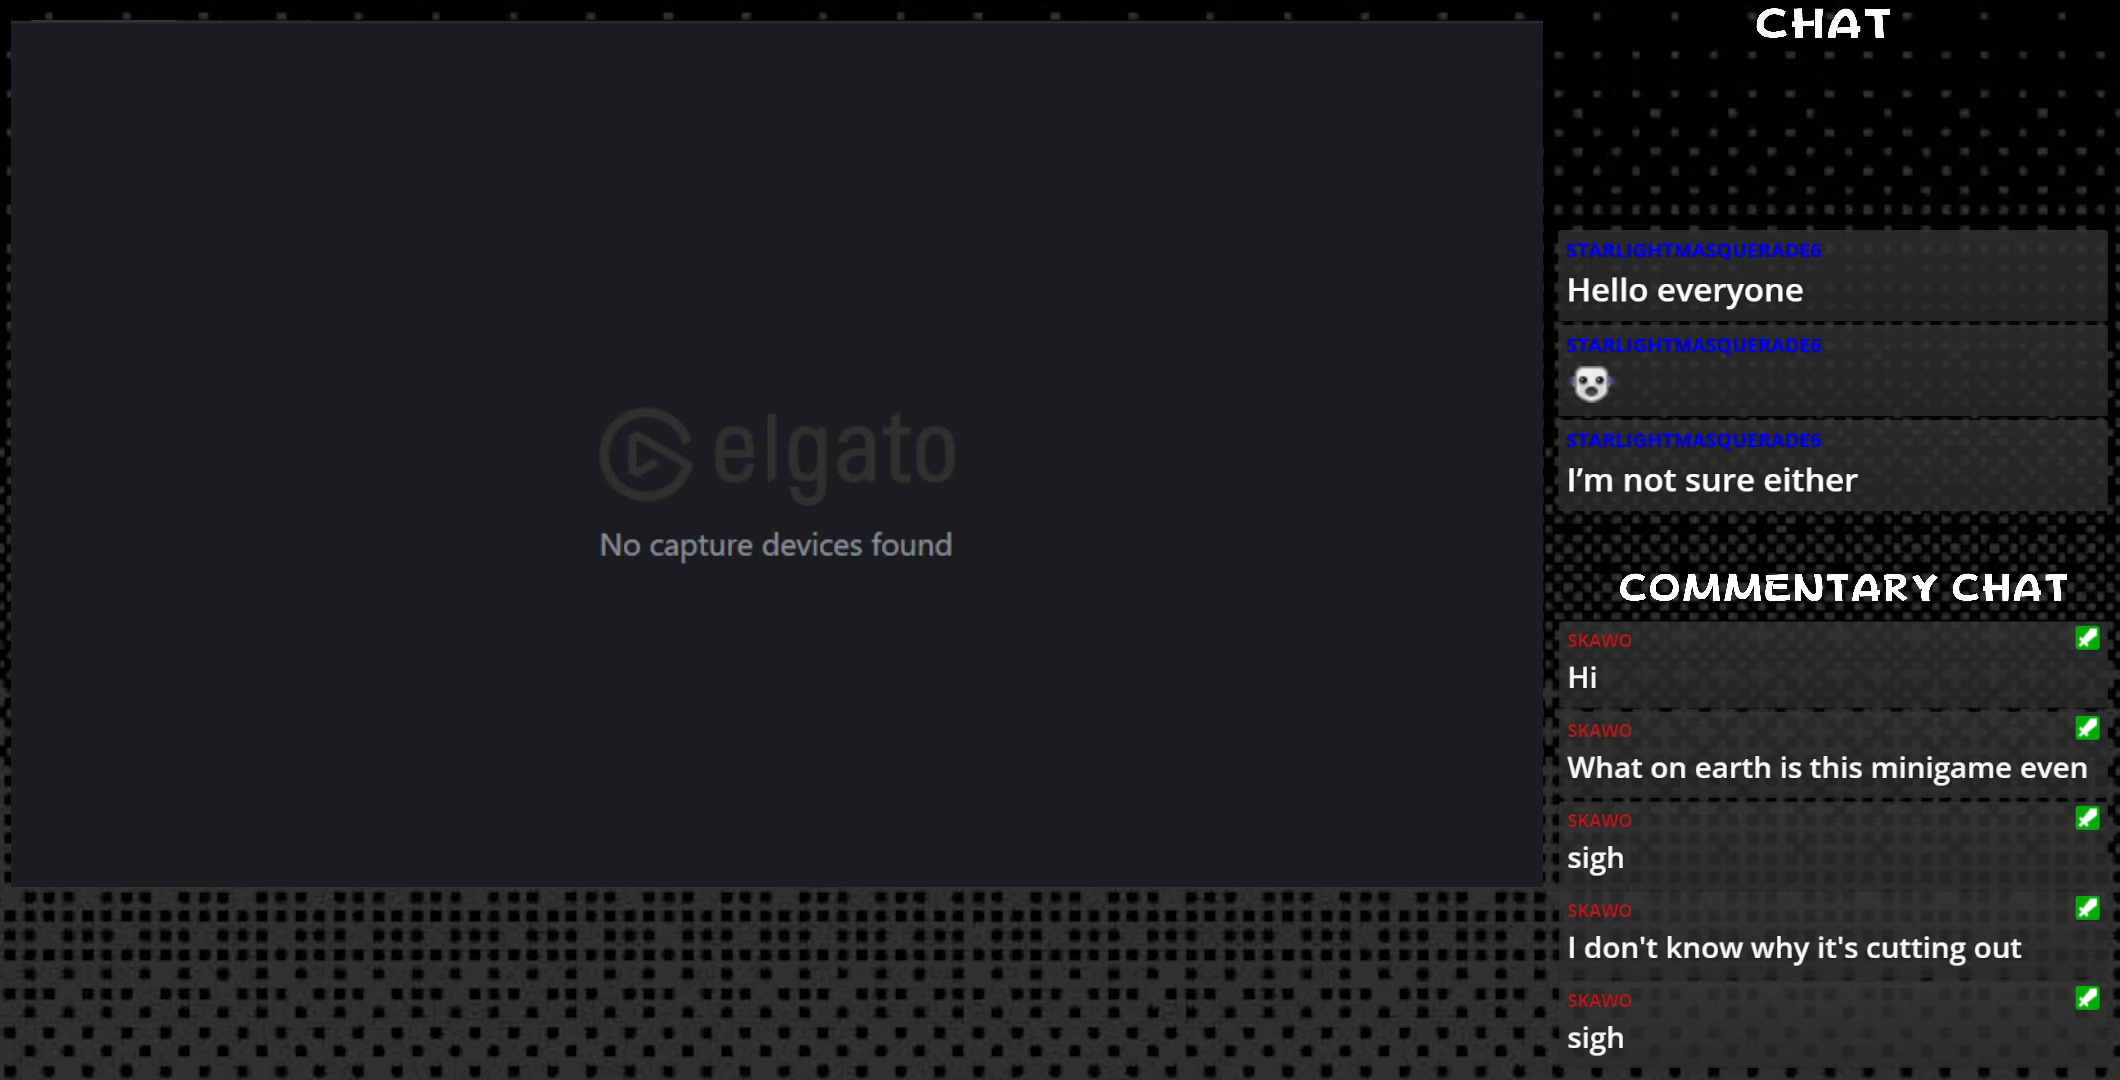 elgato
No capture devices found
CHAT
STARLIGHTMASQUERADE6
Hello everyone
STARLIGHTMASQUERADE6
STARLIGHTMASQUERADE6
I’m not sure either
COMMENTARY CHAT
SKAWO
Hi
SKAWO
What on earth is this minigame even
SKAWO
sigh
SKAWO
I don't know why it's cutting out
SKAWO
sigh